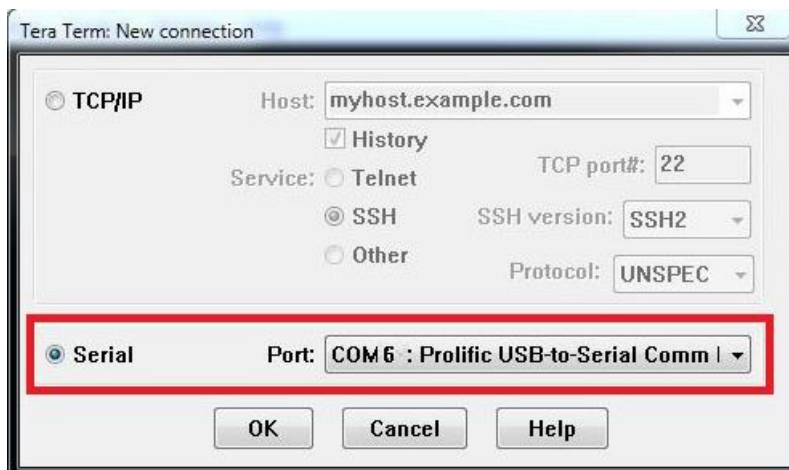 Tera Term: New connection
TCP/IP Host: myhost.example.com
History
Service: Telnet TCP port#: 22
SSH SSH version: SSH2
Other Protocol: UNSPEC
Serial Port: COM6 : Prolific USB-to-Serial Comm
OK Cancel Help